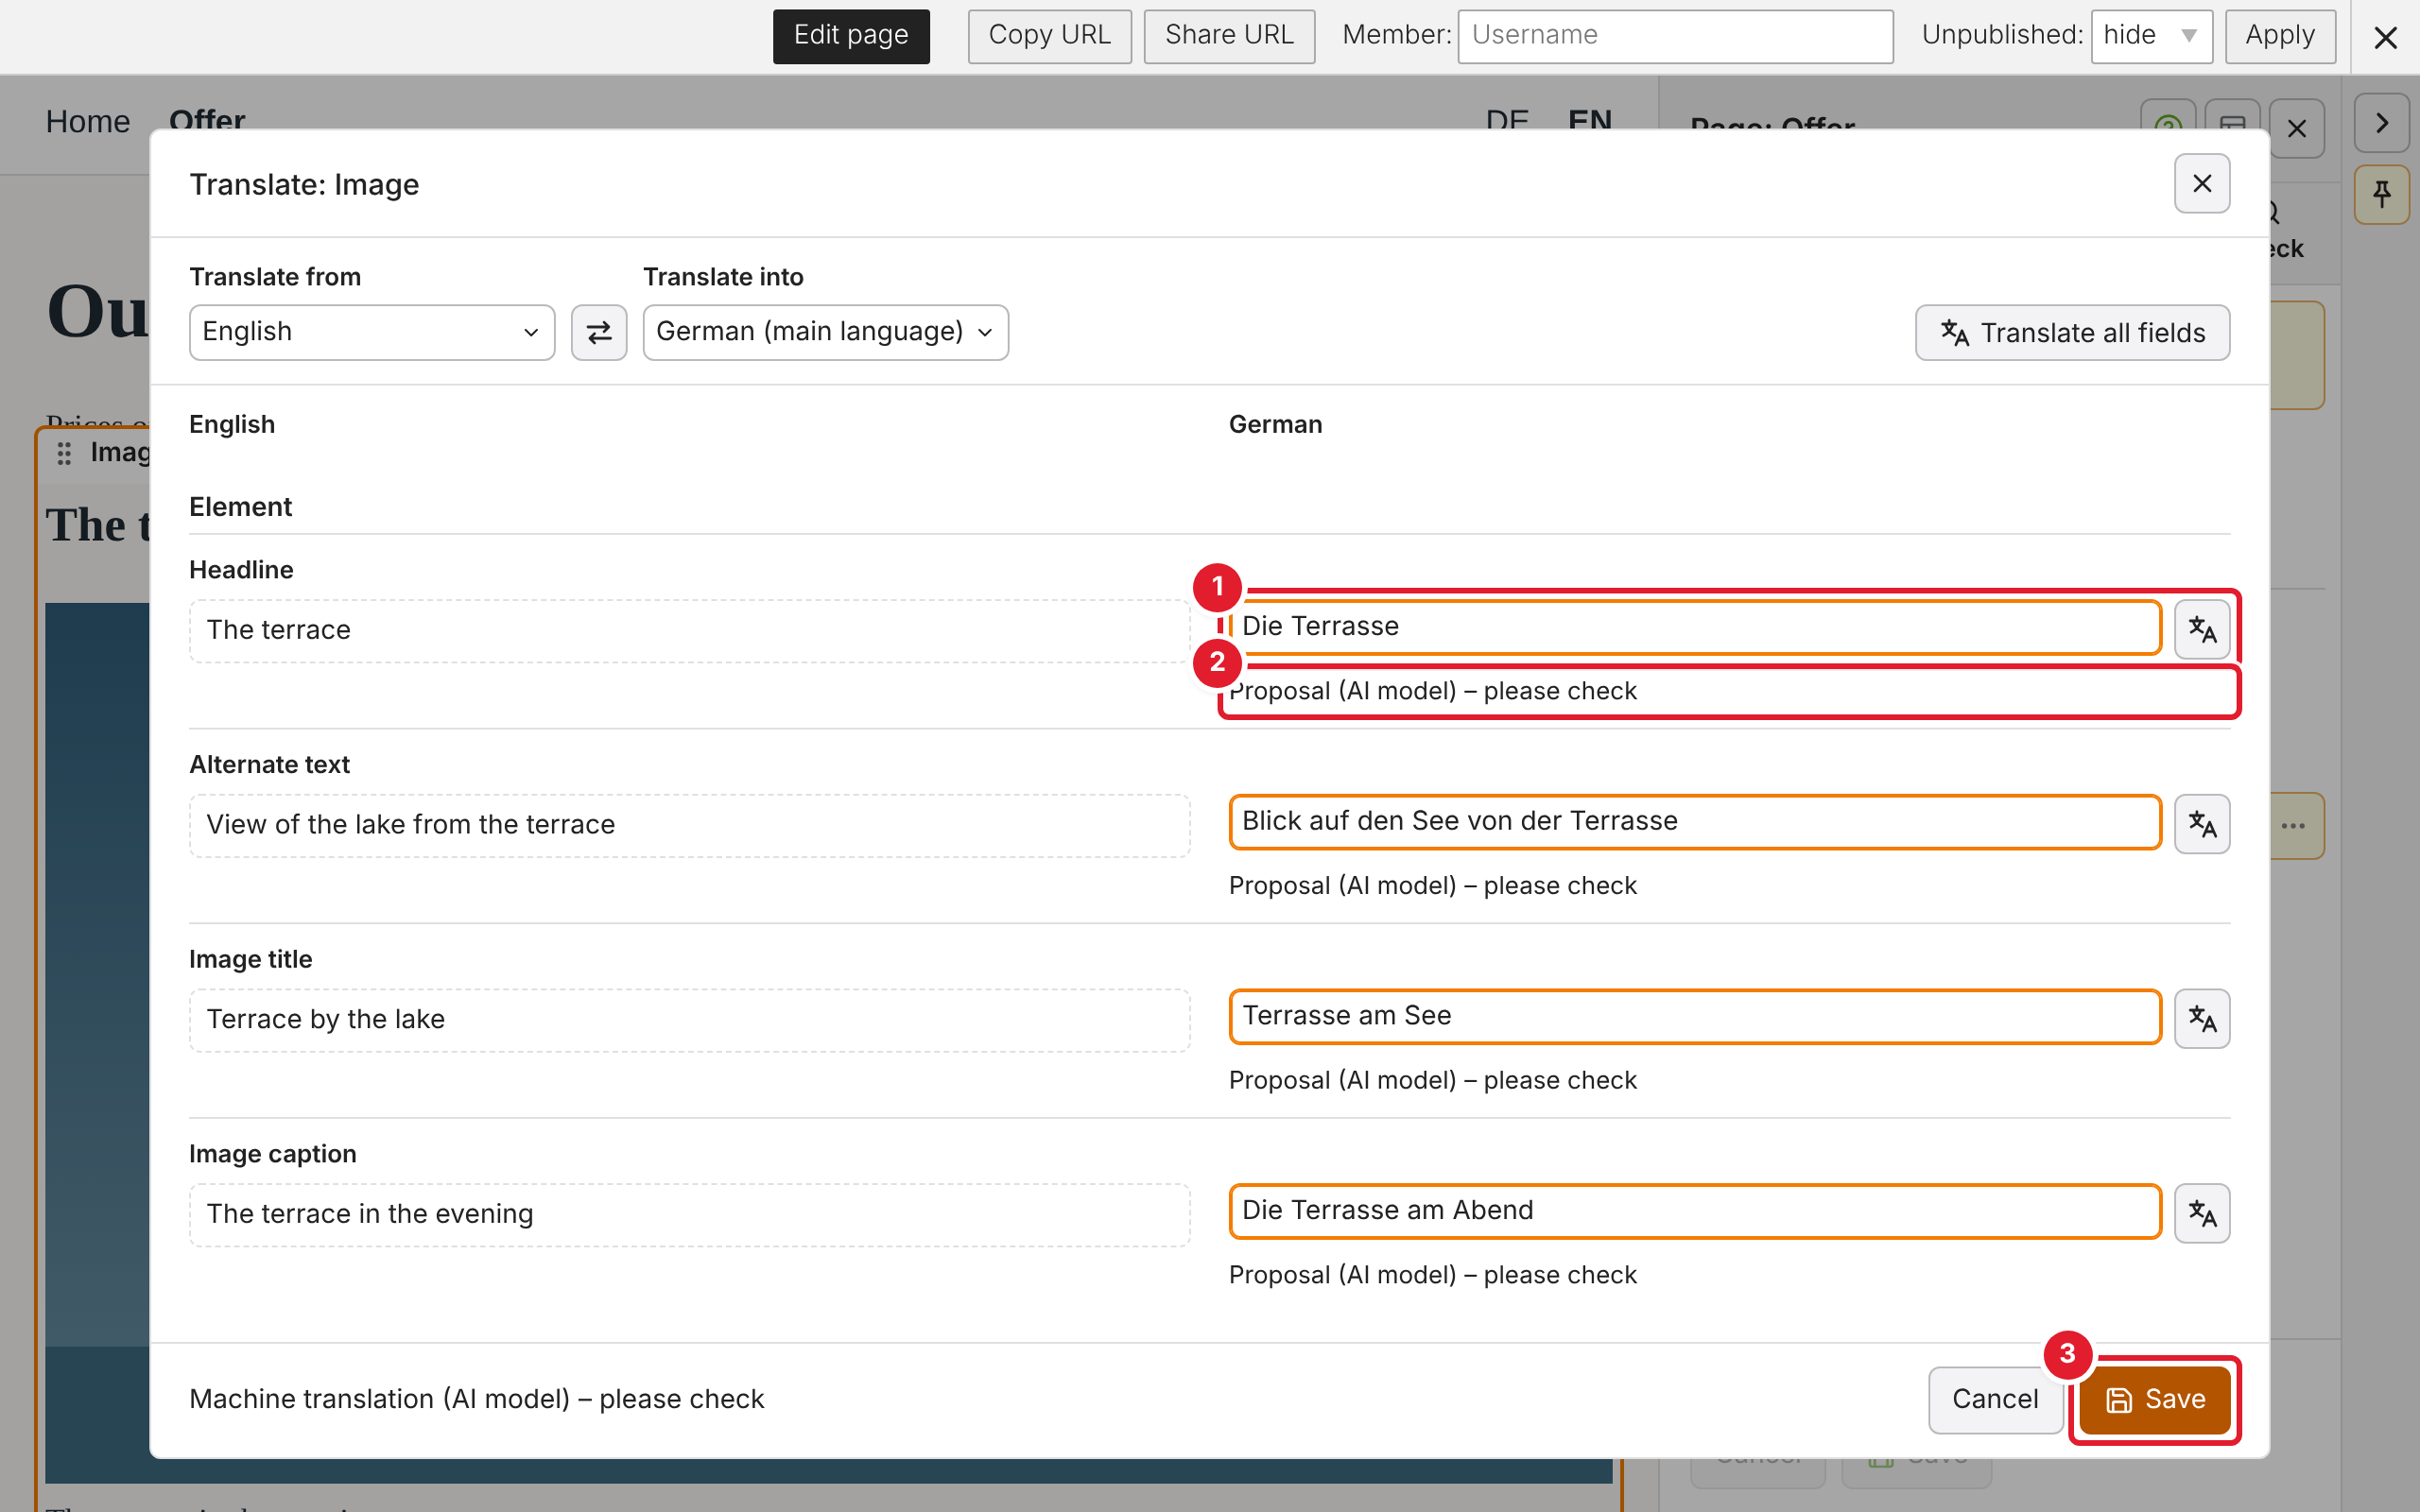 Edit page Copy URL Share URL Member: Username Unpublished: hide Apply
Home Offer DE EN Page: Offer
Translate: Image
Translate from Translate into
English German (main language) Translate all fields
English German
Element
Headline
1
The terrace Die Terrasse
2
Proposal (AI model) – please check
Alternate text
View of the lake from the terrace Blick auf den See von der Terrasse
Proposal (AI model) – please check
Image title
Terrace by the lake Terrasse am See
Proposal (AI model) – please check
Image caption
The terrace in the evening Die Terrasse am Abend
Proposal (AI model) – please check
3
Machine translation (AI model) – please check Cancel Save